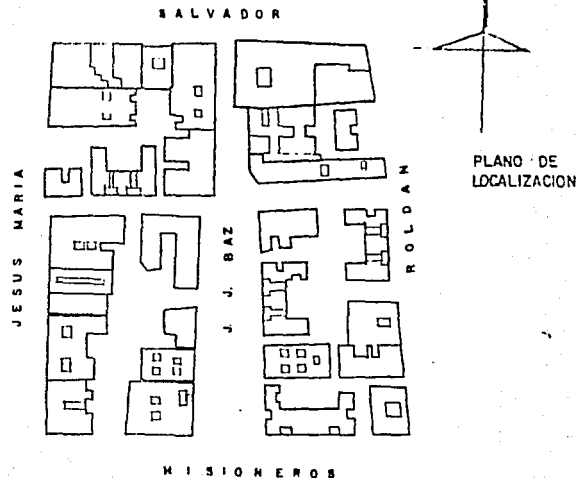 SALVADOR
PLANO DE
LOCALIZACION
JESUS MARIA
J. J. BAZ
ROLDAN
MISIONEROS